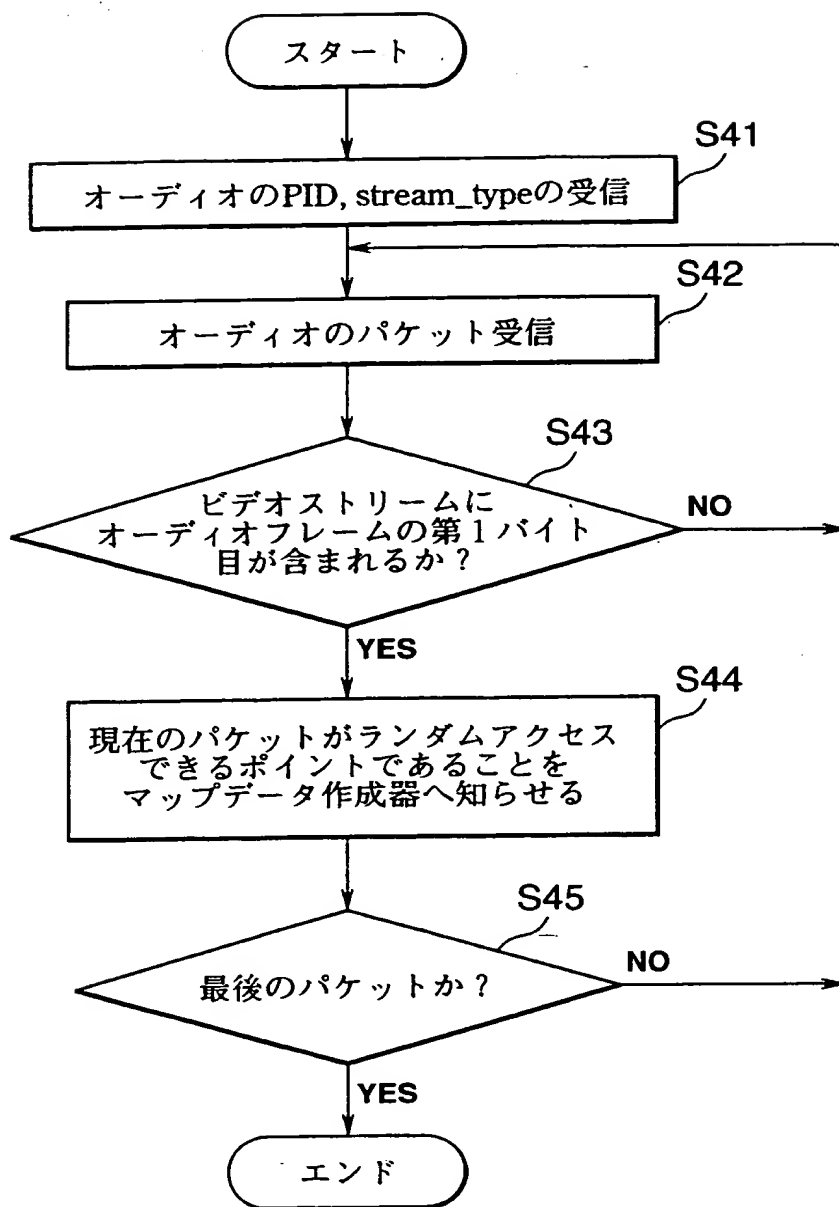 スタート
S41
オーディオのPID, stream_typeの受信
S42
オーディオのパケット受信
S43
ビデオストリームに
オーディオフレームの第1バイト
目が含まれるか?
NO
YES
S44
現在のパケットがランダムアクセス
できるポイントであることを
マップデータ作成器へ知らせる
S45
最後のパケットか?
NO
YES
エンド